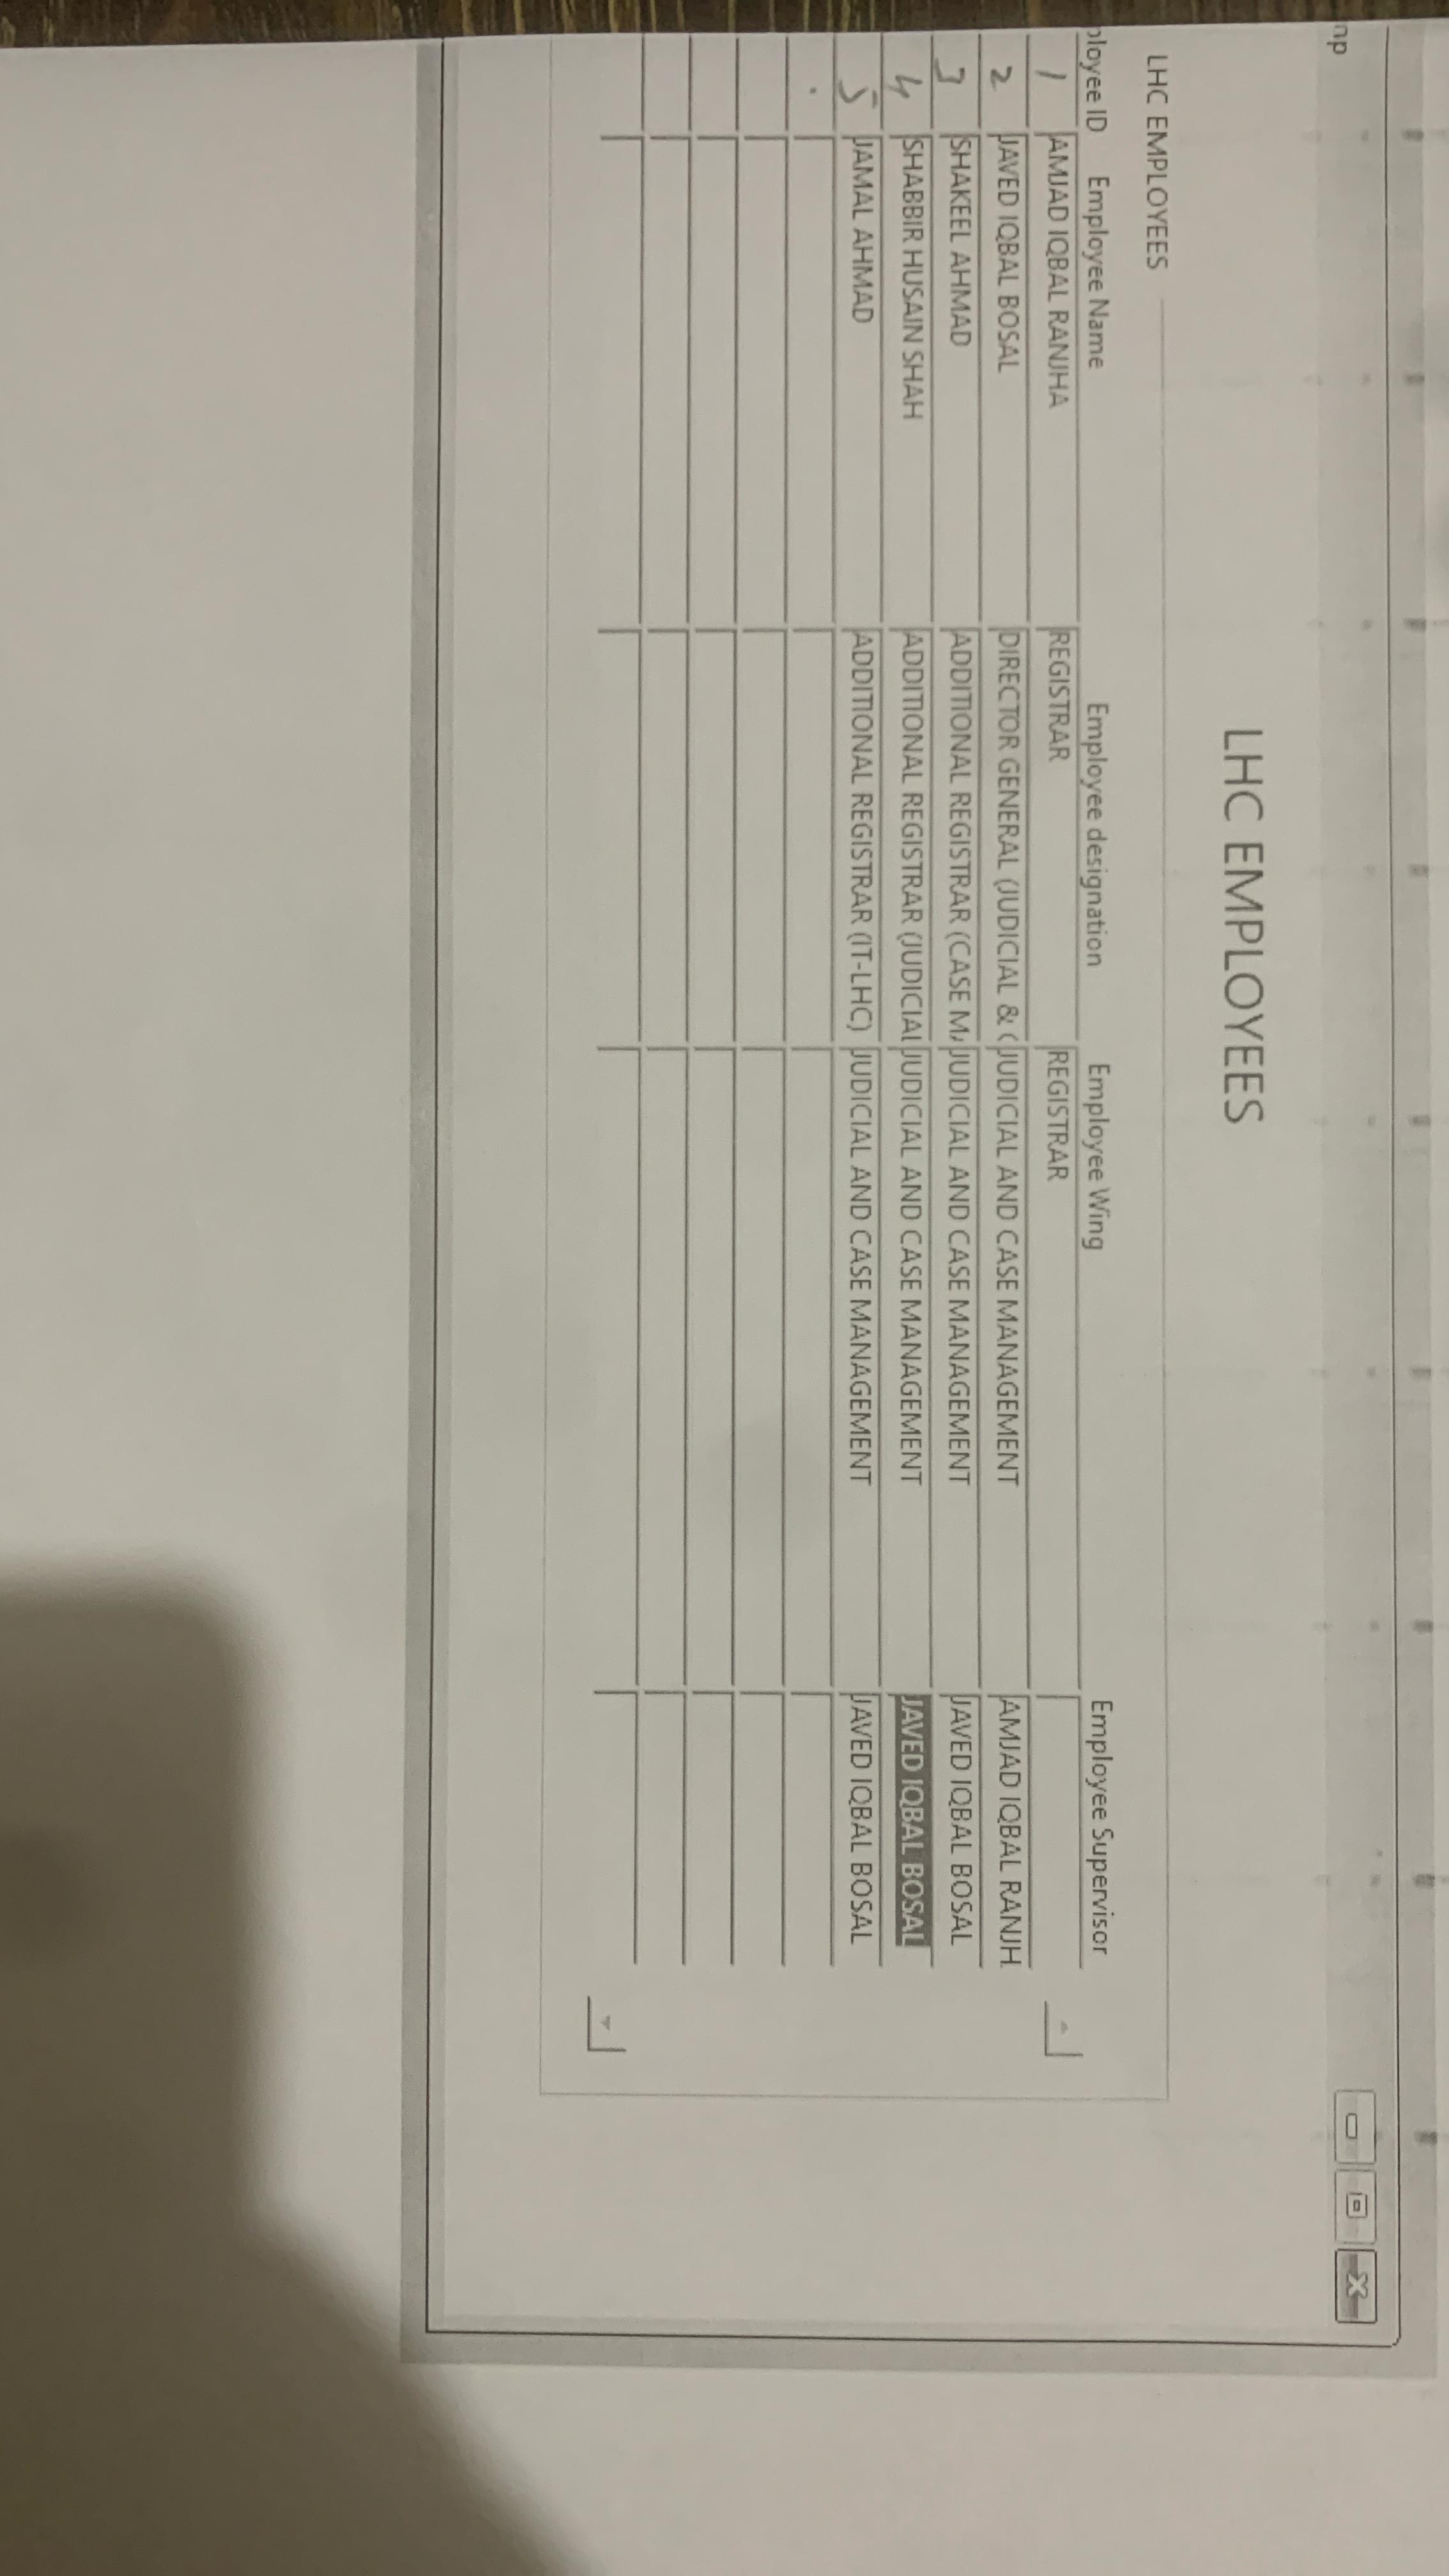 np
LHC EMPLOYEES
LHC EMPLOYEES
ployee ID Employee Name Employee designation Employee Wing Employee Supervisor
1 AMJAD IQBAL RANJHA REGISTRAR REGISTRAR
2 JAVED IQBAL BOSAL DIRECTOR GENERAL (JUDICIAL & C JUDICIAL AND CASE MANAGEMENT AMJAD IQBAL RANJH
3 SHAKEEL AHMAD ADDITIONAL REGISTRAR (CASE MA JUDICIAL AND CASE MANAGEMENT JAVED IQBAL BOSAL
4 SHABBIR HUSAIN SHAH ADDITIONAL REGISTRAR (JUDICIAL JUDICIAL AND CASE MANAGEMENT JAVED IQBAL BOSAL
5 JAMAL AHMAD ADDITIONAL REGISTRAR (IT-LHC) JUDICIAL AND CASE MANAGEMENT JAVED IQBAL BOSAL